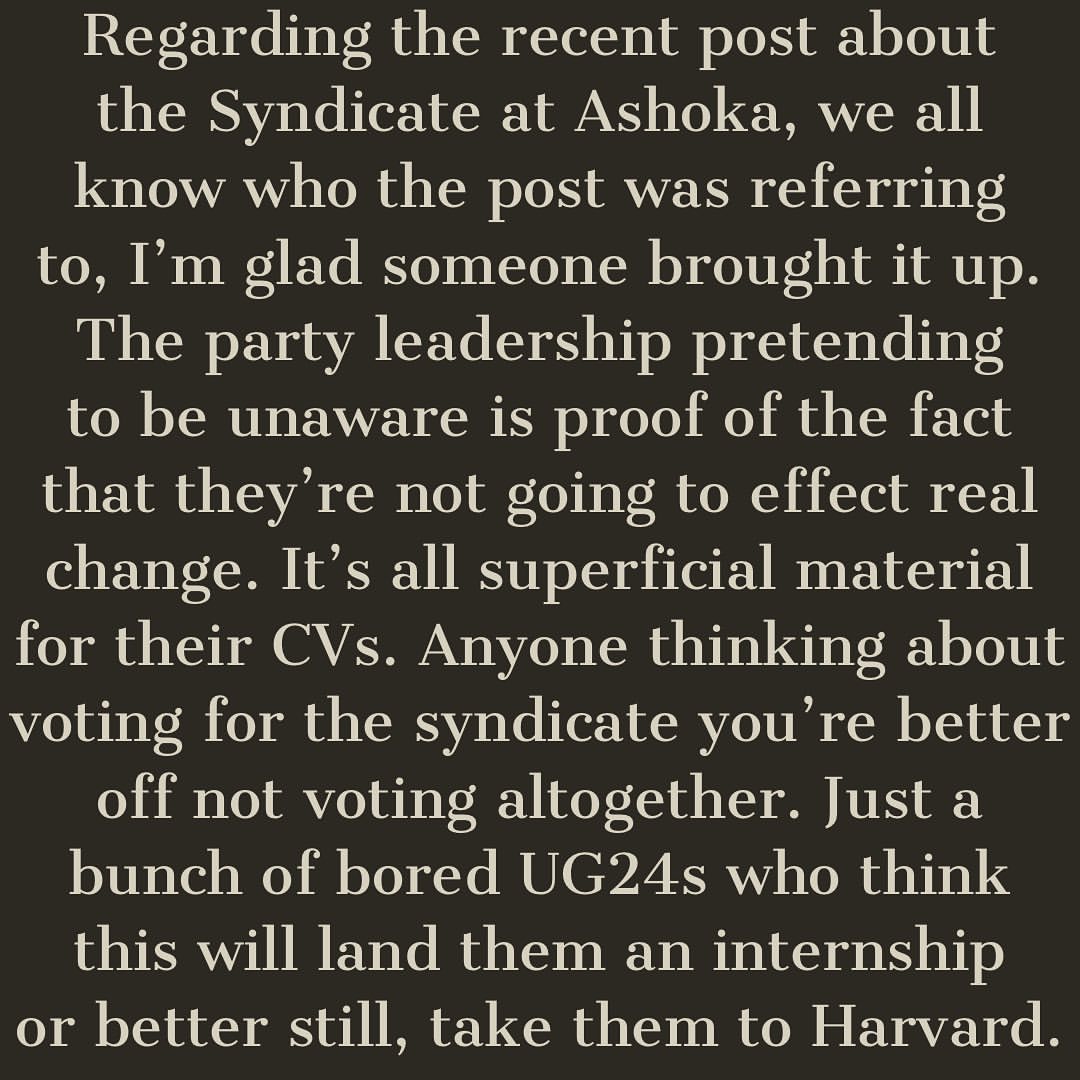 Regarding the recent post about
the Syndicate at Ashoka, we all
know who the post was referring
to, I’m glad someone brought it up.
The party leadership pretending
to be unaware is proof of the fact
that they’re not going to effect real
change. It’s all superficial material
for their CVs. Anyone thinking about
voting for the syndicate you’re better
off not voting altogether. Just a
bunch of bored UG24s who think
this will land them an internship
or better still, take them to Harvard.